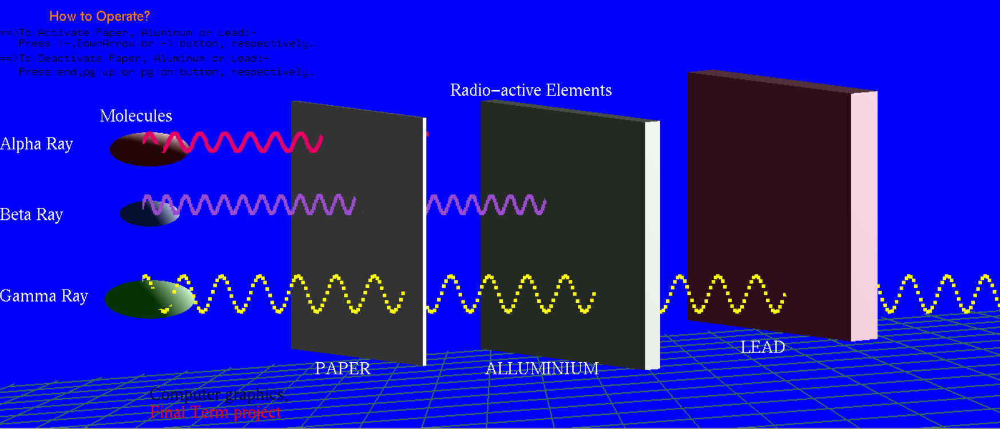 How to Operate?
==>To Activate Paper, Aluminum or Lead:-
Press <-,DownArrow or -> button, respectively.
==>To Deactivate Paper, Aluminum or Lead:-
Press end,pg up or pg dn button, respectively.
Radio-active Elements
Molecules
Alpha Ray
Beta Ray
Gamma Ray
LEAD
PAPER
ALLUMINIUM
Computer graphics,
Final Term project